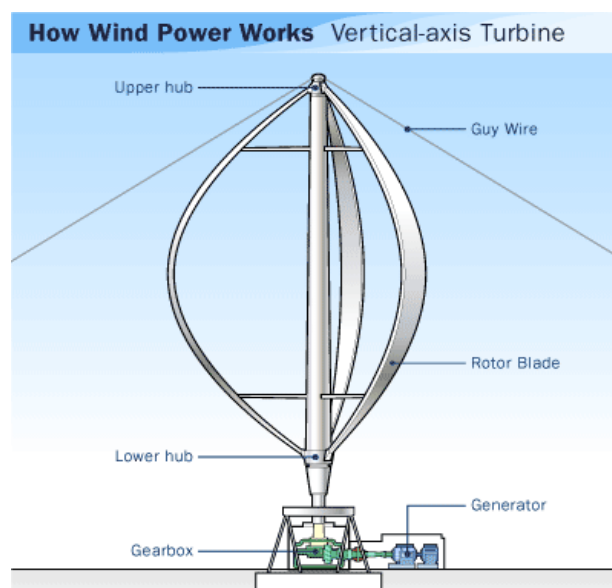 How Wind Power Works Vertical-axis Turbine
Upper hub
Guy Wire
Rotor Blade
Lower hub
Generator
Gearbox